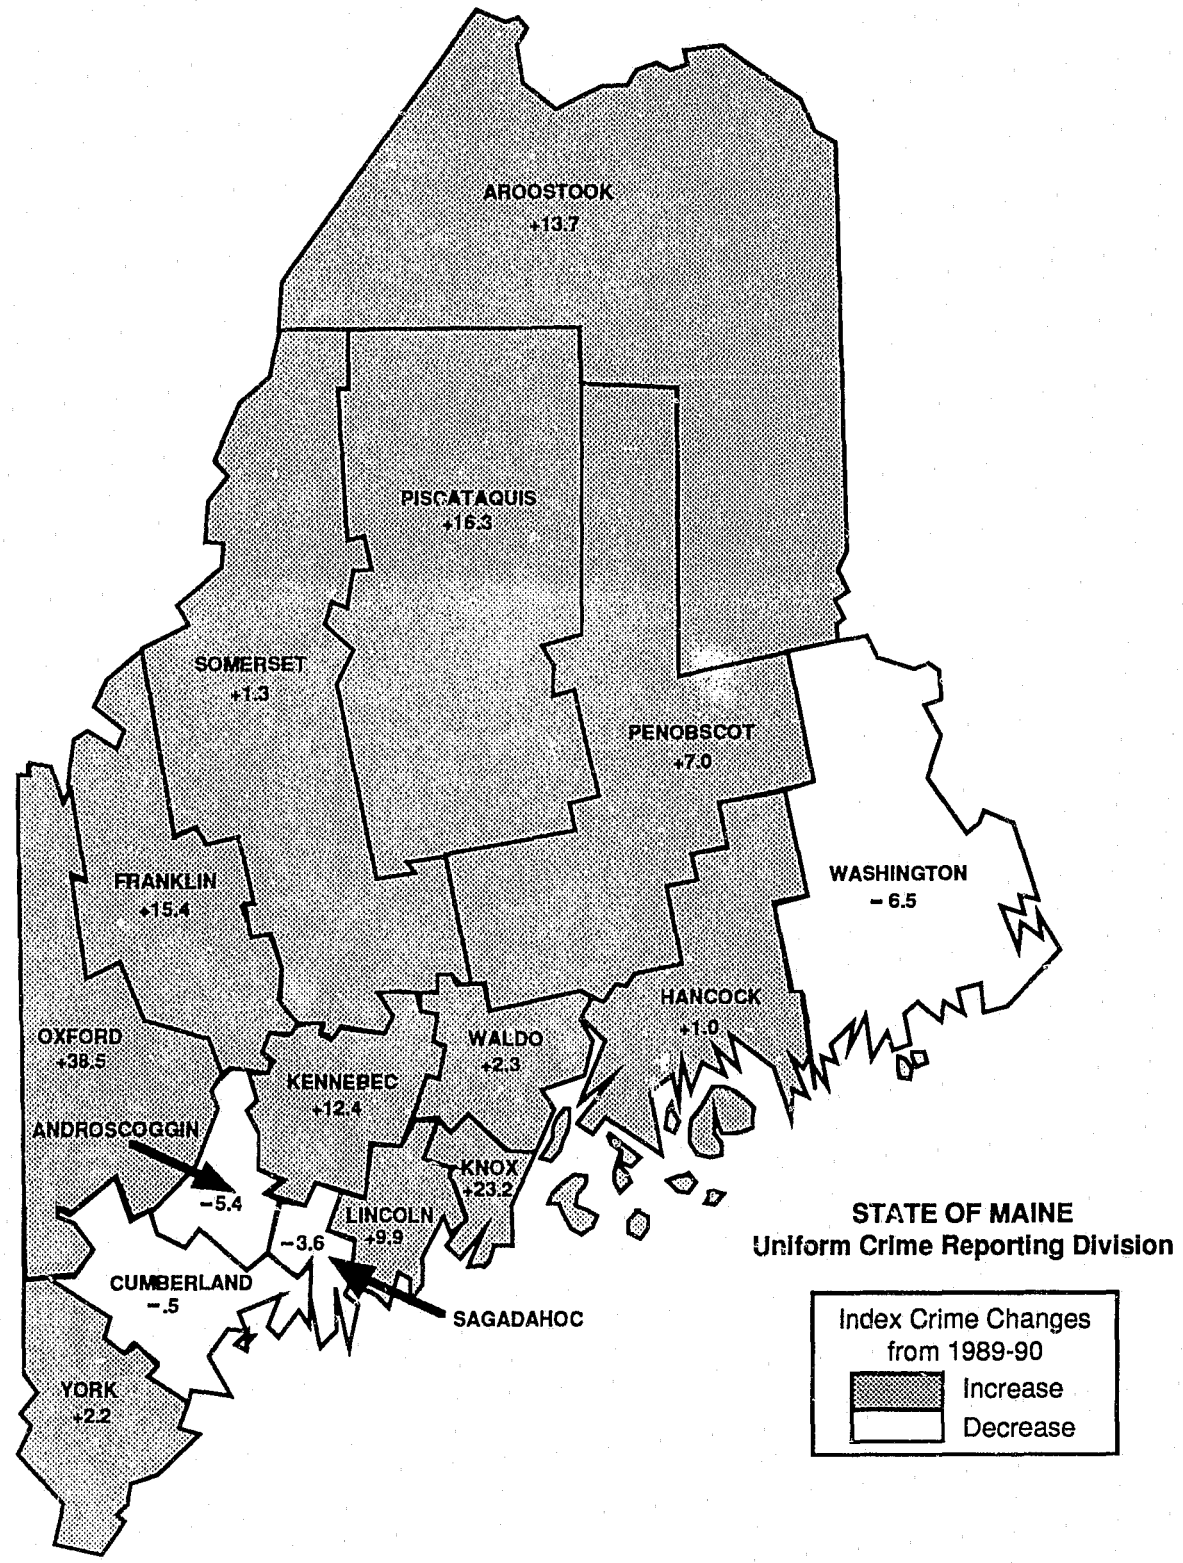 AROOSTOOK
+13.7
PISCATAQUIS
+16.3
SOMERSET
+1.3
PENOBSCOT
+7.0
WASHINGTON
– 6.5
FRANKLIN
+15.4
HANCOCK
+1.0
OXFORD
+38.5
WALDO
+2.3
KENNEBEC
+12.4
ANDROSCOGGIN
–5.4
KNOX
+23.2
LINCOLN
+9.9
–3.6
SAGADAHOC
CUMBERLAND
–.5
YORK
+2.2
STATE OF MAINE
Uniform Crime Reporting Division
Index Crime Changes
from 1989-90
Increase
Decrease